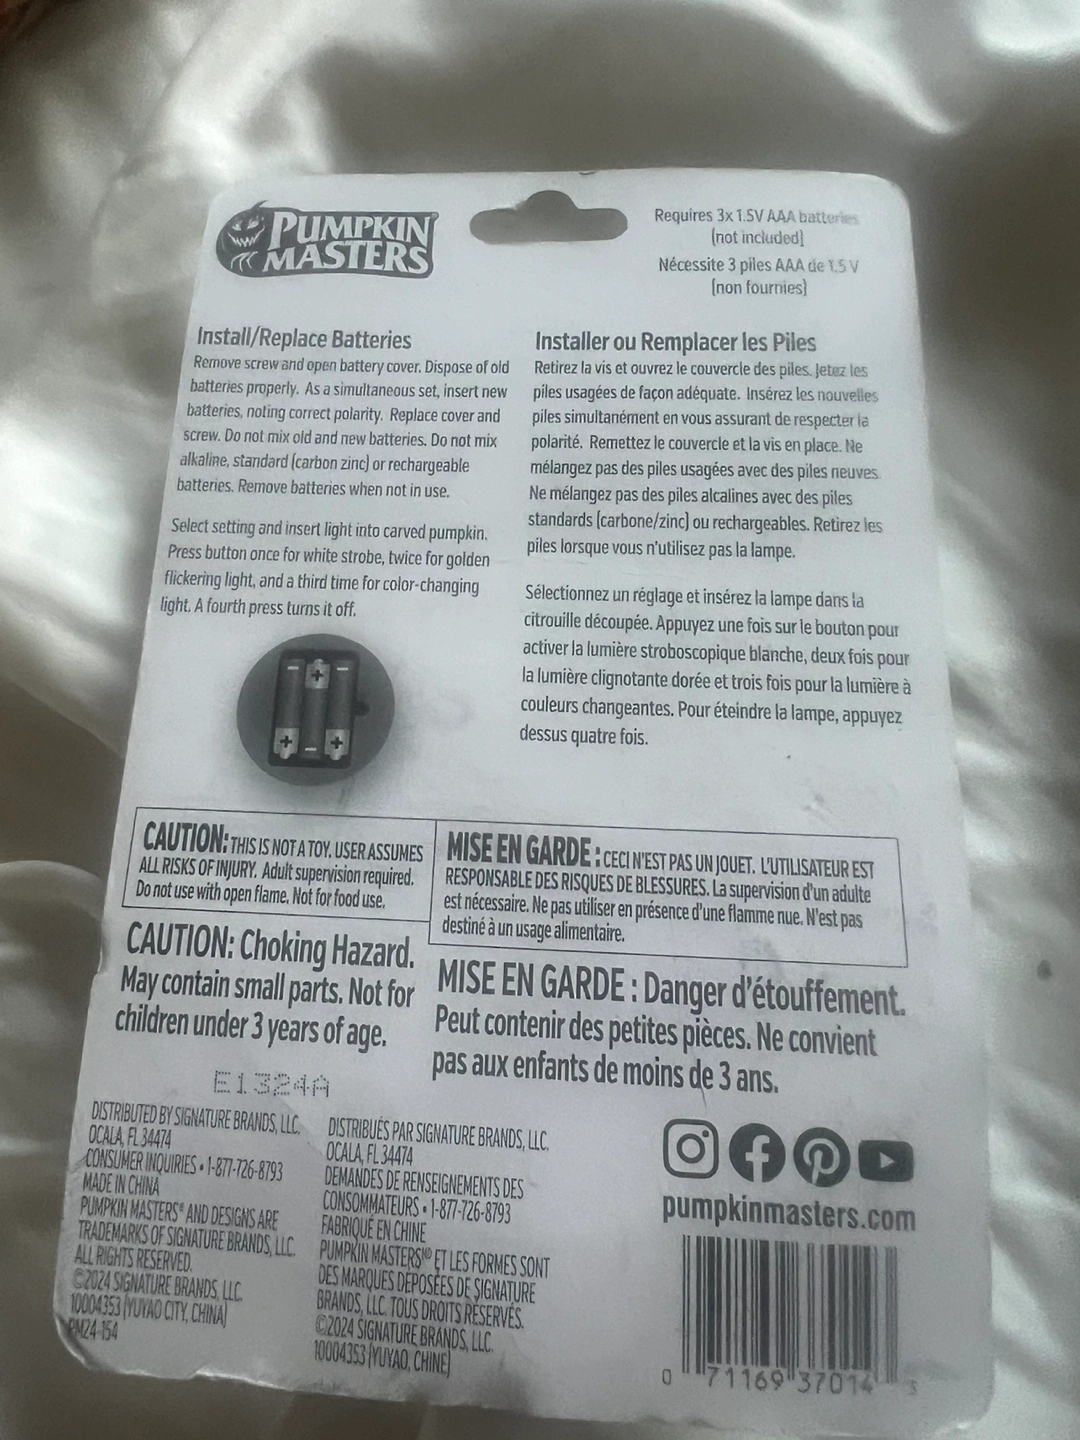 PUMPKIN
MASTERS
Requires 3x 1.5V AAA batteries
(not included)
Nécessite 3 piles AAA de 1.5 V
(non fournies)
Install/Replace Batteries
Remove screw and open battery cover. Dispose of old
batteries properly. As a simultaneous set, insert new
batteries, noting correct polarity. Replace cover and
screw. Do not mix old and new batteries. Do not mix
alkaline, standard (carbon zinc) or rechargeable
batteries. Remove batteries when not in use.
Select setting and insert light into carved pumpkin.
Press button once for white strobe, twice for golden
flickering light, and a third time for color-changing
light. A fourth press turns it off.
Installer ou Remplacer les Piles
Retirez la vis et ouvrez le couvercle des piles. Jetez les
piles usagées de façon adéquate. Insérez les nouvelles
piles simultanément en vous assurant de respecter la
polarité. Remettez le couvercle et la vis en place. Ne
mélangez pas des piles usagées avec des piles neuves.
Ne mélangez pas des piles alcalines avec des piles
standards (carbone/zinc) ou rechargeables. Retirez les
piles lorsque vous n'utilisez pas la lampe.
Sélectionnez un réglage et insérez la lampe dans la
citrouille découpée. Appuyez une fois sur le bouton pour
activer la lumière stroboscopique blanche, deux fois pour
la lumière clignotante dorée et trois fois pour la lumière à
couleurs changeantes. Pour éteindre la lampe, appuyez
dessus quatre fois.
- + -
+ - +
CAUTION: THIS IS NOT A TOY. USER ASSUMES
ALL RISKS OF INJURY. Adult supervision required.
Do not use with open flame. Not for food use.
MISE EN GARDE : CECI N'EST PAS UN JOUET. L'UTILISATEUR EST
RESPONSABLE DES RISQUES DE BLESSURES. La supervision d'un adulte
est nécessaire. Ne pas utiliser en présence d'une flamme nue. N'est pas
destiné à un usage alimentaire.
CAUTION: Choking Hazard.
May contain small parts. Not for
children under 3 years of age.
MISE EN GARDE : Danger d'étouffement.
Peut contenir des petites pièces. Ne convient
pas aux enfants de moins de 3 ans.
E1324A
DISTRIBUTED BY SIGNATURE BRANDS, LLC.
OCALA, FL 34474
CONSUMER INQUIRIES • 1-877-726-8793
MADE IN CHINA
PUMPKIN MASTERS® AND DESIGNS ARE
TRADEMARKS OF SIGNATURE BRANDS, LLC.
ALL RIGHTS RESERVED.
©2024 SIGNATURE BRANDS, LLC.
10004353 (YUYAO CITY, CHINA)
PM24-154
DISTRIBUÉS PAR SIGNATURE BRANDS, LLC.
OCALA, FL 34474
DEMANDES DE RENSEIGNEMENTS DES
CONSOMMATEURS • 1-877-726-8793
FABRIQUÉ EN CHINE
PUMPKIN MASTERS ET LES FORMES SONT
DES MARQUES DÉPOSÉES DE SIGNATURE
BRANDS, LLC. TOUS DROITS RÉSERVÉS.
©2024 SIGNATURE BRANDS, LLC.
10004353 (YUYAO, CHINE)
pumpkinmasters.com
0 71169 37014